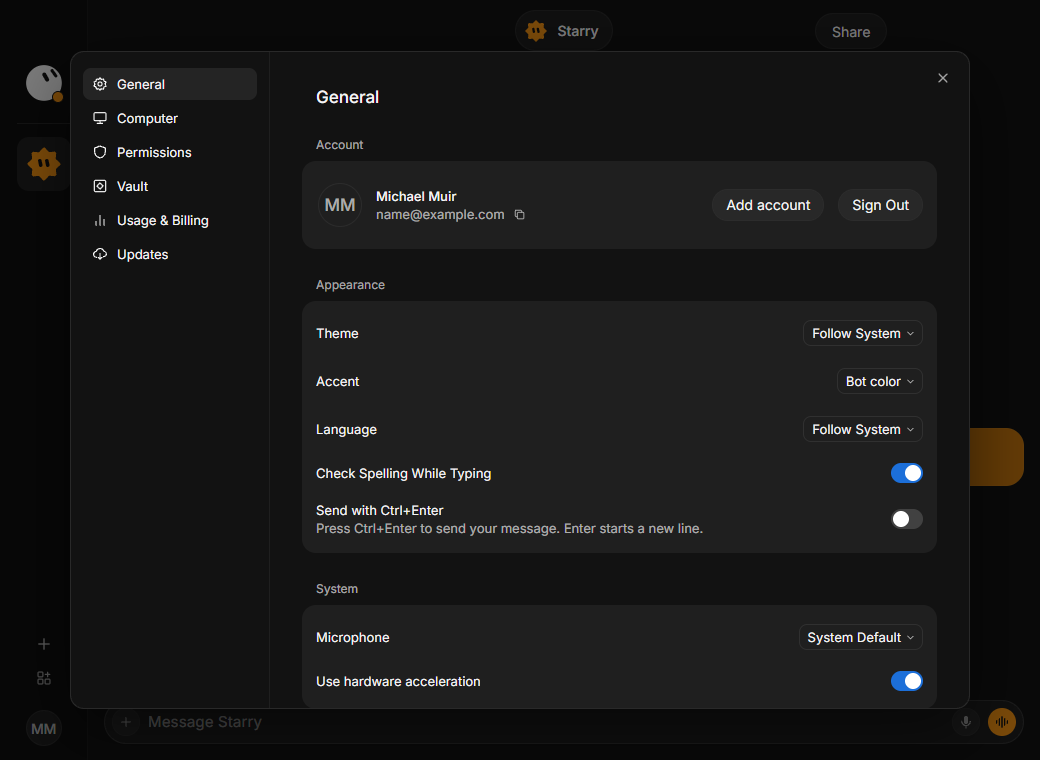 Starry
Share
General
Computer
Permissions
Vault
Usage & Billing
Updates
General
Account
MM
Michael Muir
name@example.com
Add account
Sign Out
Appearance
Theme
Follow System
Accent
Bot color
Language
Follow System
Check Spelling While Typing
Send with Ctrl+Enter
Press Ctrl+Enter to send your message. Enter starts a new line.
System
Microphone
System Default
Use hardware acceleration
MM
Message Starry